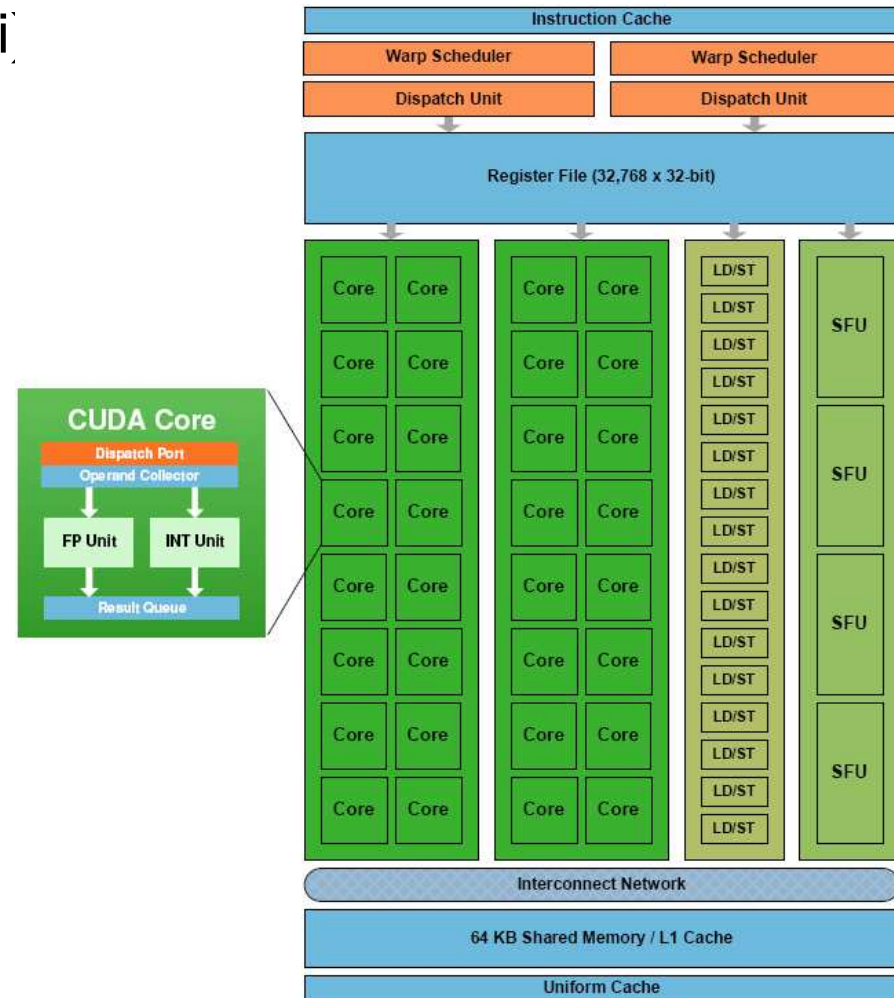 Instruction Cache
Warp Scheduler Warp Scheduler
Dispatch Unit Dispatch Unit
Register File (32,768 x 32-bit)
Core Core Core Core LD/ST
LD/ST
SFU
Core Core Core Core LD/ST
LD/ST
Core Core Core Core LD/ST
LD/ST
SFU
Core Core Core Core LD/ST
LD/ST
Core Core Core Core LD/ST
LD/ST
SFU
Core Core Core Core LD/ST
LD/ST
Core Core Core Core LD/ST
LD/ST
SFU
Core Core Core Core LD/ST
LD/ST
CUDA Core
Dispatch Port
Operand Collector
FP Unit INT Unit
Result Queue
Interconnect Network
64 KB Shared Memory / L1 Cache
Uniform Cache